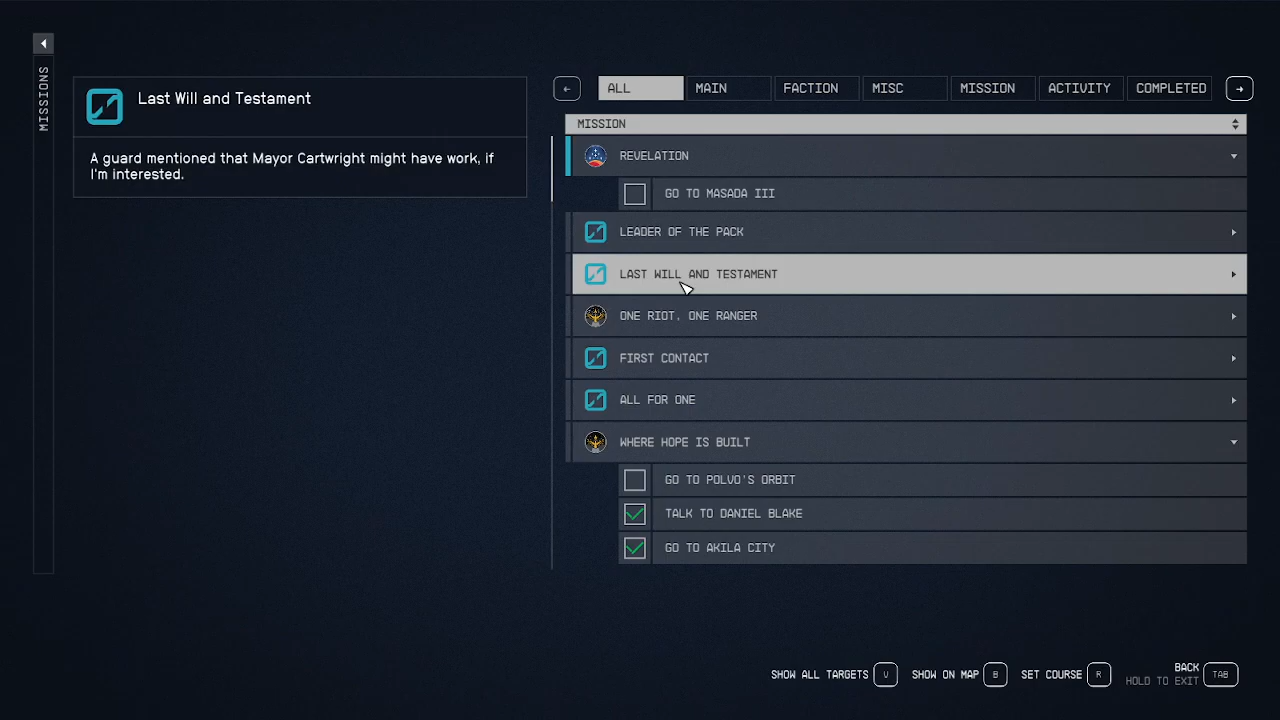 MISSIONS
Last Will and Testament
A guard mentioned that Mayor Cartwright might have work, if
I'm interested.
ALL
MAIN
FACTION
MISC
MISSION
ACTIVITY
COMPLETED
MISSION
REVELATION
GO TO MASADA III
LEADER OF THE PACK
LAST WILL AND TESTAMENT
ONE RIOT, ONE RANGER
FIRST CONTACT
ALL FOR ONE
WHERE HOPE IS BUILT
GO TO POLVO'S ORBIT
TALK TO DANIEL BLAKE
GO TO AKILA CITY
SHOW ALL TARGETS V
SHOW ON MAP B
SET COURSE R
BACK
HOLD TO EXIT TAB